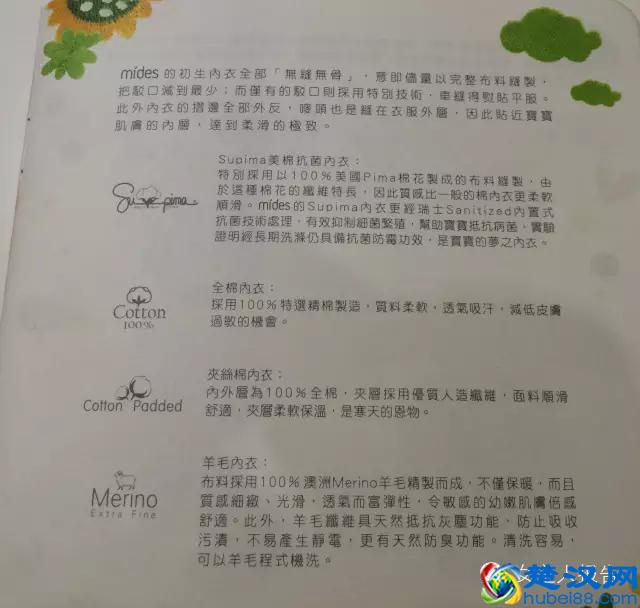 mides的初生內衣全部「無縫無骨」，意即儘量以完整布料縫製，
把駁口減到最少；而僅有的駁口則採用特別技術，車縫得熨貼平服。
此外內衣的摺邊全部外反，嘜頭也是縫在衣服外層，因此貼近寶寶
肌膚的內層，達到柔滑的極致。
Supima
Supima美棉抗菌內衣：
特別採用以100%美國Pima棉花製成的布料縫製，由
於這種棉花的纖維特長，因此質感比一般的棉內衣更柔軟
順滑。mides的Supima內衣更經瑞士Sanitized內置式
抗菌技術處理，有效抑制細菌繁殖，幫助寶寶抵抗病菌。實驗
證明經長期洗滌仍具備抗菌防霉功效，是寶寶的夢之內衣。
Cotton
100%
全棉內衣：
採用100%特選精棉製造，質料柔軟，透氣吸汗，減低皮膚
過敏的機會。
Cotton Padded
夾絲棉內衣：
內外層為100%全棉，夾層採用優質人造纖維，面料順滑
舒適，夾層柔軟保溫，是寒天的恩物。
Merino
Extra Fine
羊毛內衣：
布料採用100%澳洲Merino羊毛精製而成，不僅保暖，而且
質感細緻、光滑，透氣而富彈性，令敏感的幼嫩肌膚倍感
舒適。此外，羊毛纖維具天然抵抗灰塵功能、防止吸收
污漬，不易產生靜電，更有天然防臭功能。清洗容易，
可以羊毛程式機洗。
楚汉网
hubei88.com